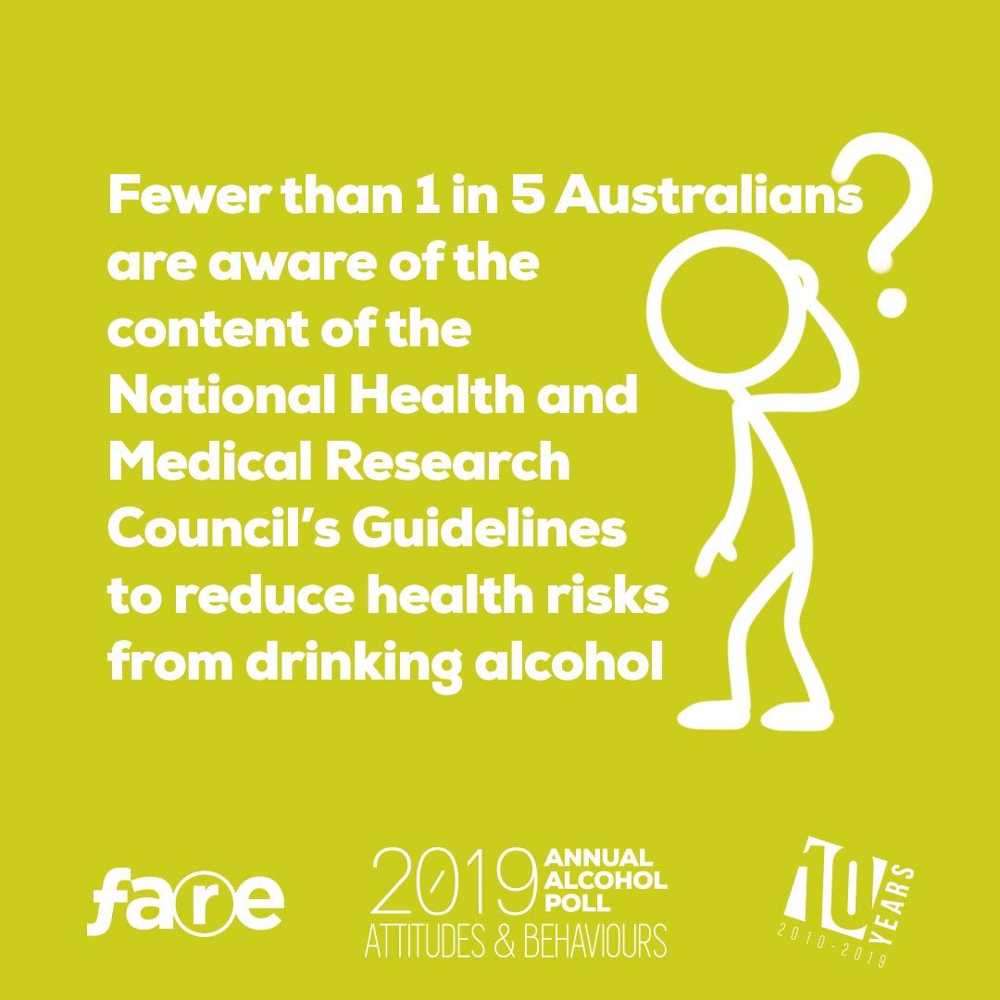 Fewer than 1 in 5 Australians
are aware of the
content of the
National Health and
Medical Research
Council’s Guidelines
to reduce health risks
from drinking alcohol
?
fare
2019 ANNUAL
ALCOHOL
POLL
ATTITUDES & BEHAVIOURS
10 YEARS
2010-2019